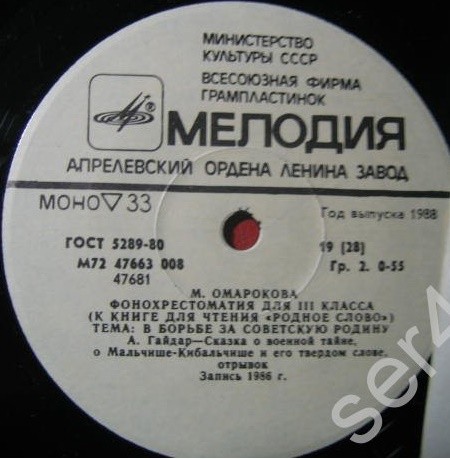 МИНИСТЕРСТВО
КУЛЬТУРЫ СССР
ВСЕСОЮЗНАЯ ФИРМА
ГРАМПЛАСТИНОК
МЕЛОДИЯ
АПРЕЛЕВСКИЙ ОРДЕНА ЛЕНИНА ЗАВОД
МОНО ▽ 33
Год выпуска 1988
ГОСТ 5289-80
19 (28)
М72 47663 008
Гр. 2. 0-55
47681
М. ОМАРОКОВА
ФОНОХРЕСТОМАТИЯ ДЛЯ III КЛАССА
(К КНИГЕ ДЛЯ ЧТЕНИЯ «РОДНОЕ СЛОВО»)
ТЕМА: В БОРЬБЕ ЗА СОВЕТСКУЮ РОДИНУ
А. Гайдар—Сказка о военной тайне,
о Мальчише-Кибальчише и его твердом слове,
отрывок
Запись 1986 г.
ser4